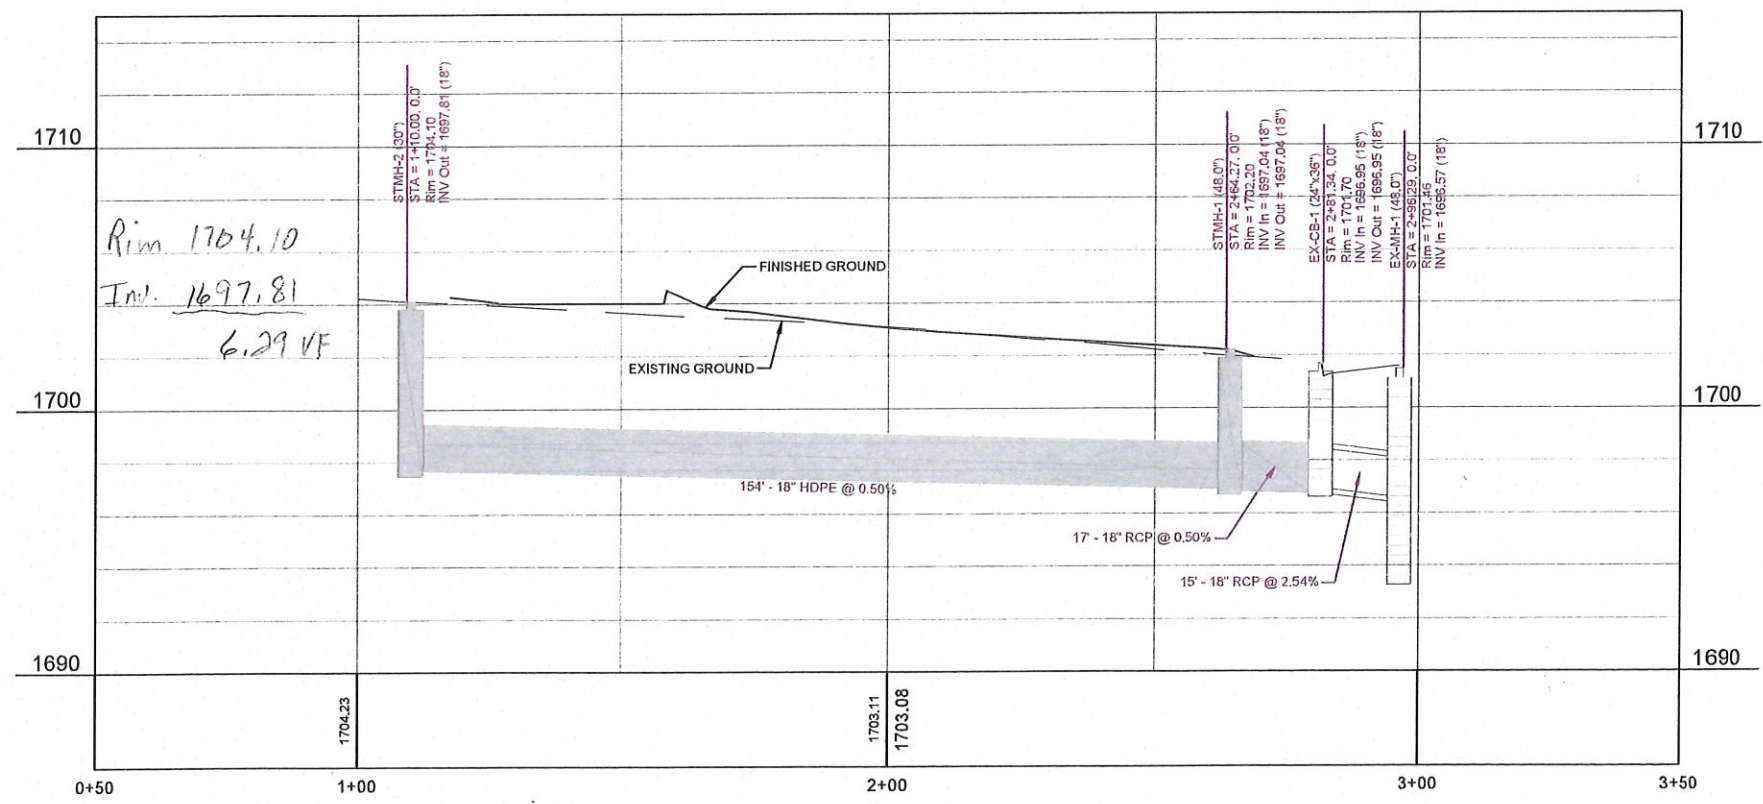 STMH-2 (30")
STA = 1+10.00, 0.0'
Rim = 1704.10
INV Out = 1697.81 (18")
STMH-1 (48.0")
STA = 2+64.27, 0.0'
Rim = 1702.20
INV In = 1697.04 (18")
INV Out = 1697.04 (18")
EX-CB-1 (24"x36")
STA = 2+81.34, 0.0'
Rim = 1701.70
INV In = 1696.95 (18")
INV Out = 1696.95 (18")
EX-MH-1 (48.0")
STA = 2+96.29, 0.0'
Rim = 1701.46
INV In = 1696.57 (18")
1710
1710
Rim 1704.10
Inv. 1697.81
6.29 VF
FINISHED GROUND
EXISTING GROUND
1700
1700
154' - 18" HDPE @ 0.50%
17' - 18" RCP @ 0.50%
15' - 18" RCP @ 2.54%
1690
1690
1704.23
1703.11
1703.08
0+50
1+00
2+00
3+00
3+50